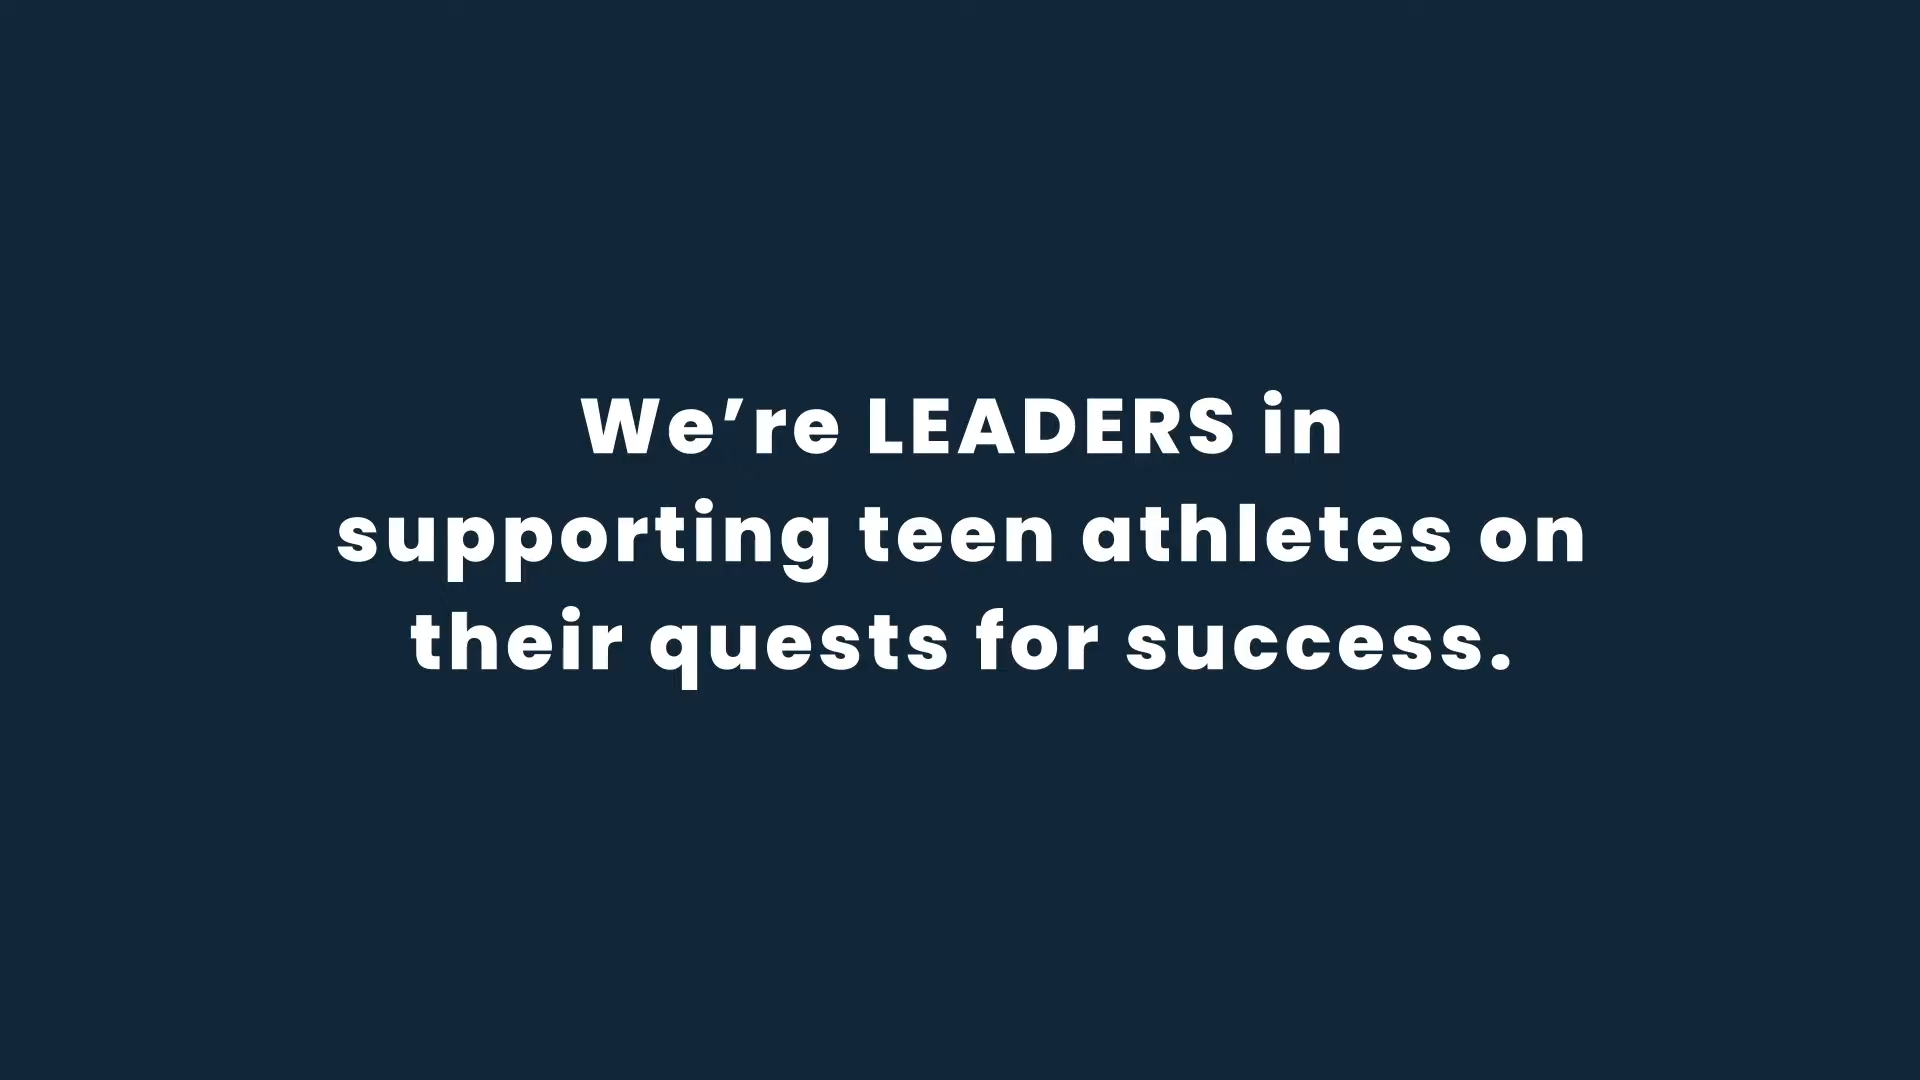 We’re LEADERS in
supporting teen athletes on
their quests for success.